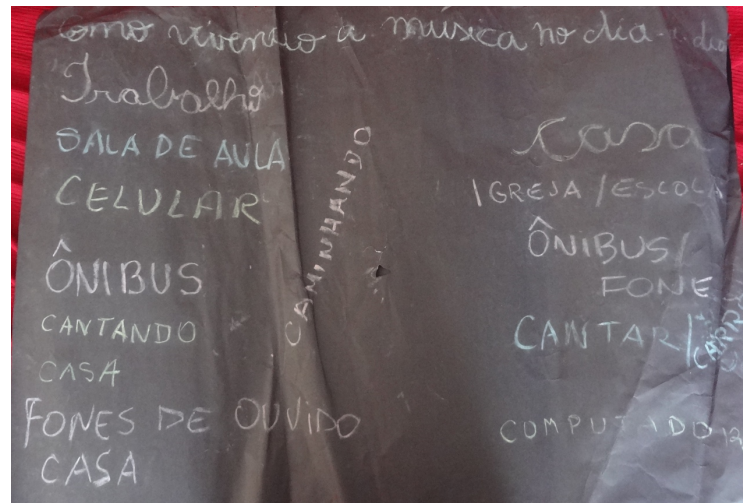 Como vivencio a música no dia-a-dia
Trabalho
SALA DE AULA
CELULAR
ÔNIBUS
CANTANDO
CASA
FONES DE OUVIDO
CASA
CAMINHANDO
Casa
IGREJA / ESCOLA
ÔNIBUS/
FONE
CANTAR/CARRO
COMPUTADOR